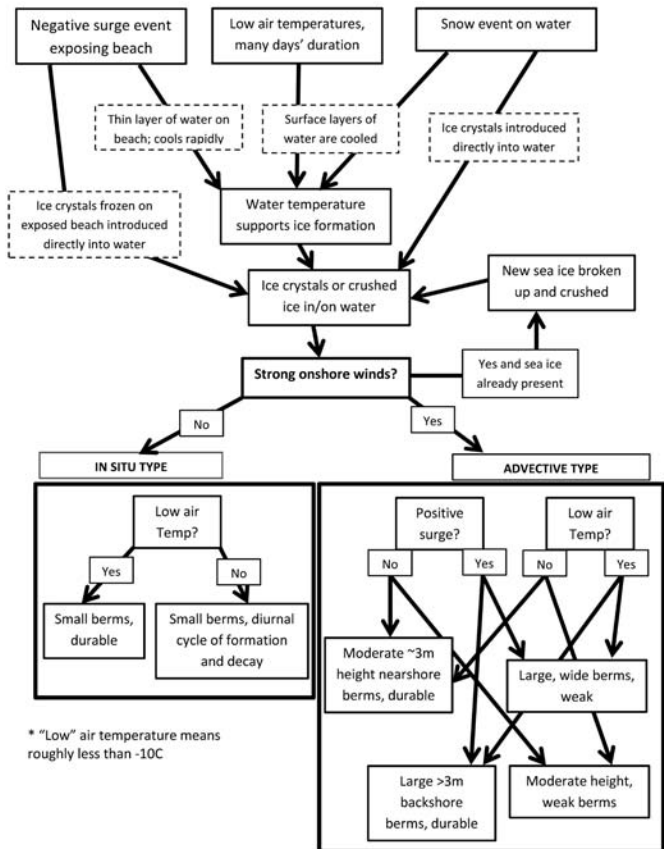 Negative surge event
exposing beach
Low air temperatures,
many days' duration
Snow event on water
Thin layer of water on
beach; cools rapidly
Surface layers of
water are cooled
Ice crystals introduced
directly into water
Ice crystals frozen on
exposed beach introduced
directly into water
Water temperature
supports ice formation
Ice crystals or crushed
ice in/on water
New sea ice broken
up and crushed
Strong onshore winds?
Yes and sea ice
already present
No
Yes
IN SITU TYPE
ADVECTIVE TYPE
Low air
Temp?
Yes
No
Small berms,
durable
Small berms, diurnal
cycle of formation
and decay
Positive
surge?
Low air
Temp?
No
Yes
No
Yes
Moderate ~3m
height nearshore
berms, durable
Large, wide berms,
weak
Large >3m
backshore
berms, durable
Moderate height,
weak berms
* "Low" air temperature means
roughly less than -10C